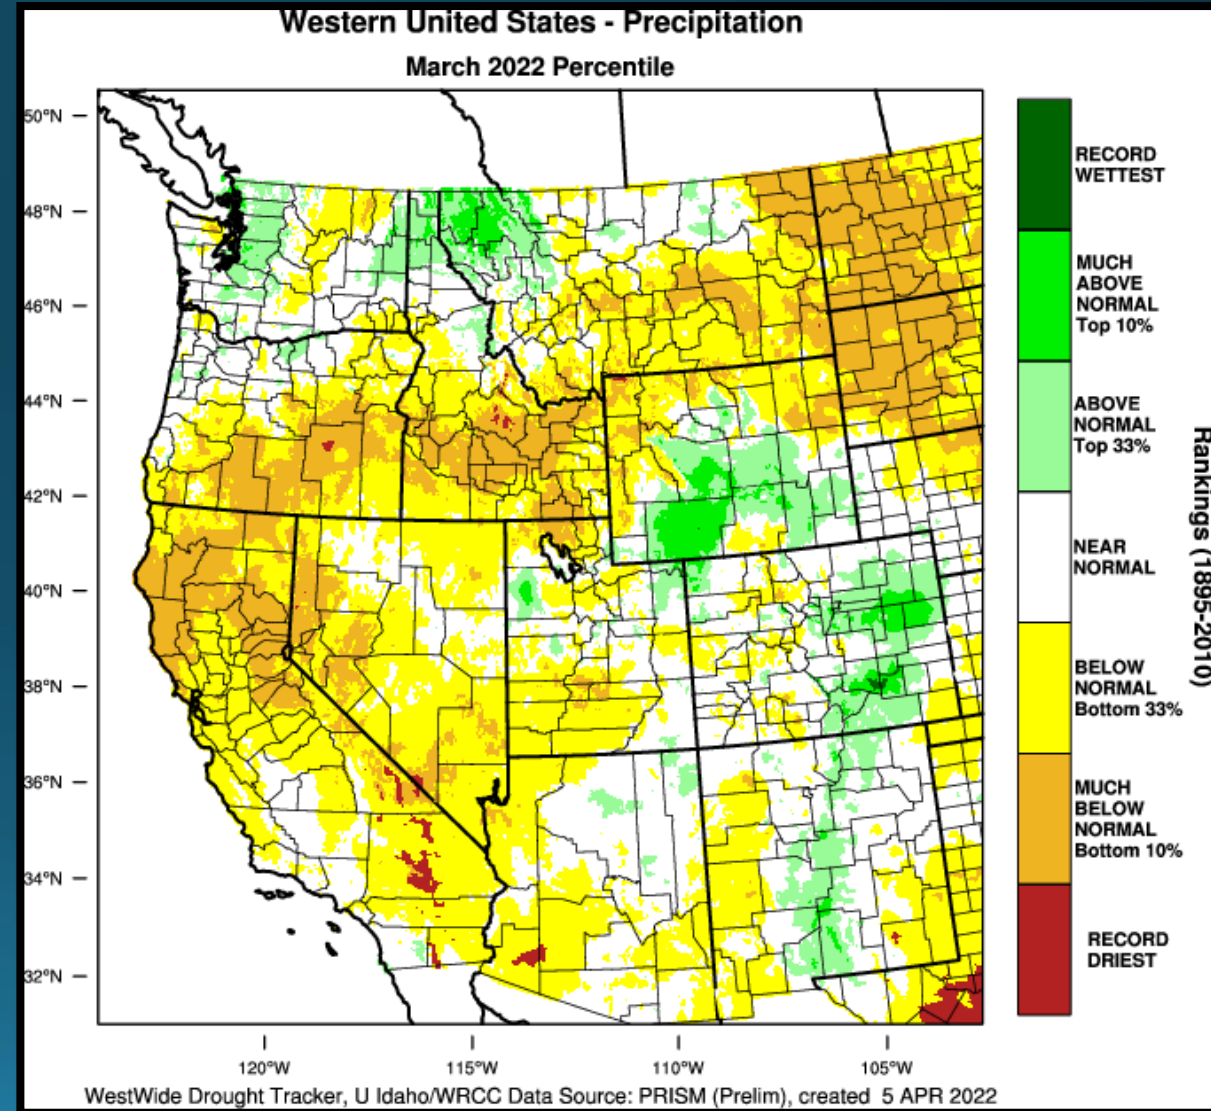 Western United States - Precipitation
March 2022 Percentile
50°N
48°N
46°N
44°N
42°N
40°N
38°N
36°N
34°N
32°N
120°W
115°W
110°W
105°W
RECORD
WETTEST
MUCH
ABOVE
NORMAL
Top 10%
ABOVE
NORMAL
Top 33%
NEAR
NORMAL
BELOW
NORMAL
Bottom 33%
MUCH
BELOW
NORMAL
Bottom 10%
RECORD
DRIEST
Rankings (1895-2010)
WestWide Drought Tracker, U Idaho/WRCC Data Source: PRISM (Prelim), created 5 APR 2022